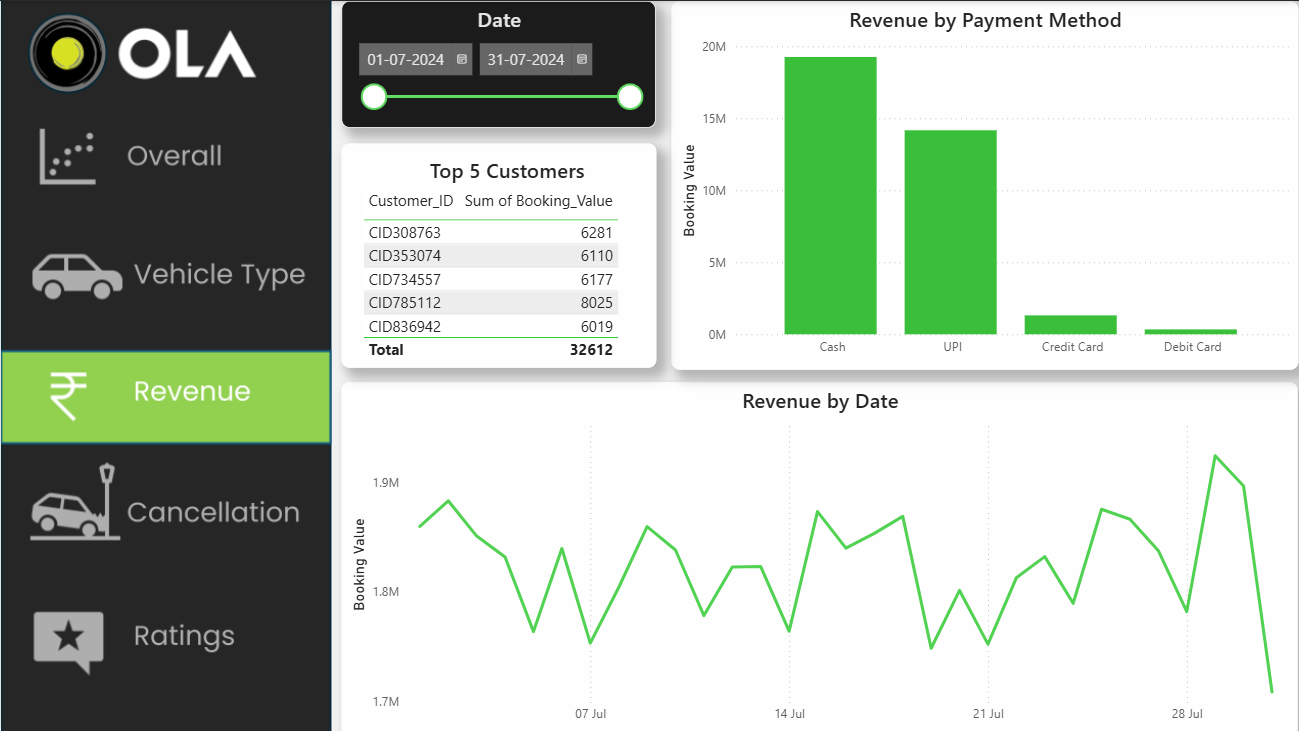 OLA
Overall
Vehicle Type
₹ Revenue
Cancellation
Ratings
Date
01-07-2024 31-07-2024
Top 5 Customers
Customer_ID Sum of Booking_Value
CID308763 6281
CID353074 6110
CID734557 6177
CID785112 8025
CID836942 6019
Total 32612
Revenue by Payment Method
Booking Value
20M
15M
10M
5M
0M
Cash UPI Credit Card Debit Card
Revenue by Date
Booking Value
1.9M
1.8M
1.7M
07 Jul 14 Jul 21 Jul 28 Jul